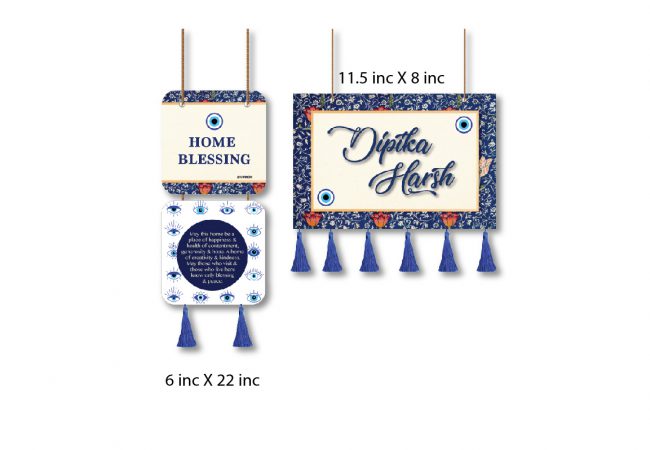 11.5 inc X 8 inc
HOME
BLESSING
Dipika
Harsh
May this home be a
place of happiness &
health of contentment,
generosity & hope. A home
of creativity & kindness.
May those who visit &
those who live here
know only blessing
& peace.
6 inc X 22 inc